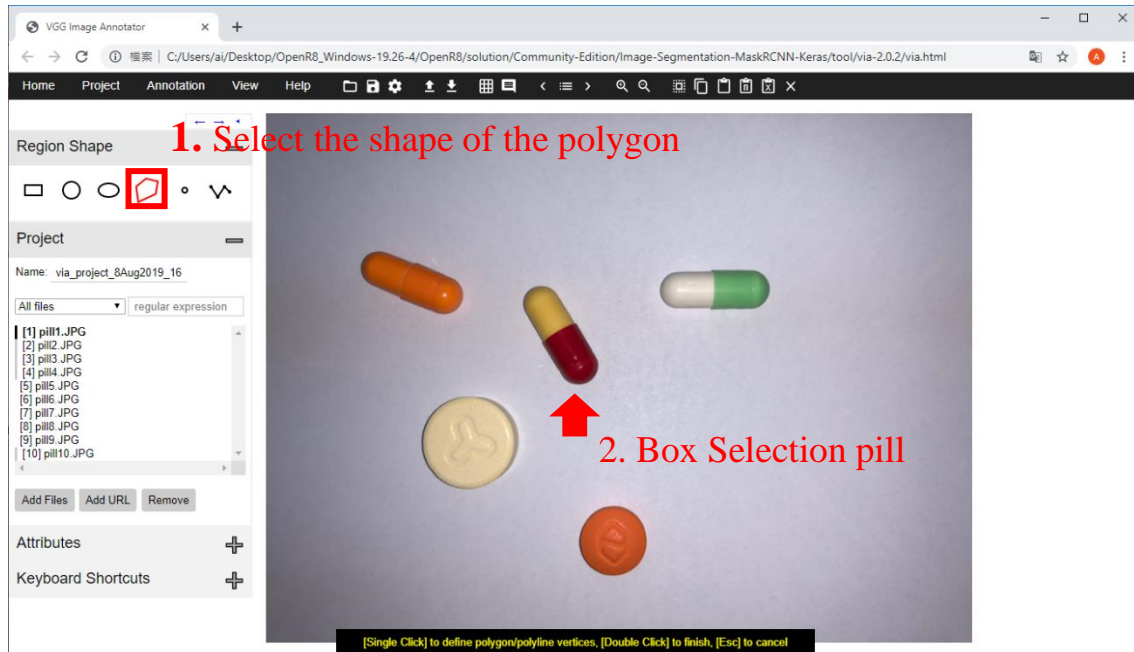 VGG Image Annotator
檔案 | C:/Users/ai/Desktop/OpenR8_Windows-19.26-4/OpenR8/solution/Community-Edition/Image-Segmentation-MaskRCNN-Keras/tool/via-2.0.2/via.html
A
Home Project Annotation View Help
1. Select the shape of the polygon
Region Shape
Project
Name: via_project_8Aug2019_16
All files regular expression
[1] pill1.JPG
[2] pill2.JPG
[3] pill3.JPG
[4] pill4.JPG
[5] pill5.JPG
[6] pill6.JPG
[7] pill7.JPG
[8] pill8.JPG
[9] pill9.JPG
[10] pill10.JPG
2. Box Selection pill
Add Files Add URL Remove
Attributes
Keyboard Shortcuts
[Single Click] to define polygon/polyline vertices, [Double Click] to finish, [Esc] to cancel